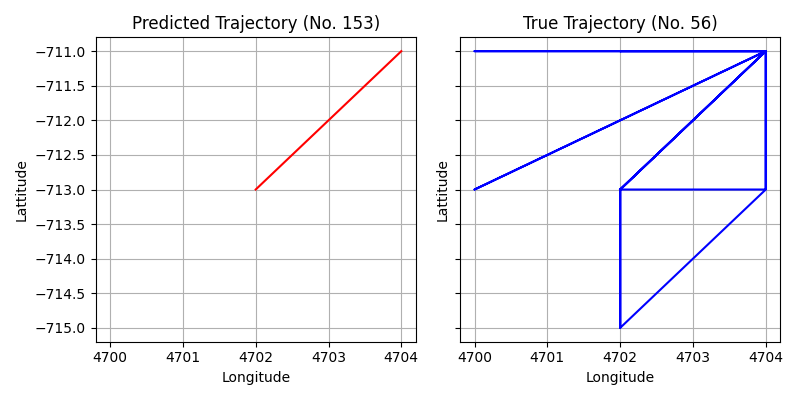 Predicted Trajectory (No. 153)
True Trajectory (No. 56)
−711.0
−711.5
−712.0
−712.5
−713.0
−713.5
−714.0
−714.5
−715.0
Lattitude
Lattitude
4700 4701 4702 4703 4704
4700 4701 4702 4703 4704
Longitude
Longitude